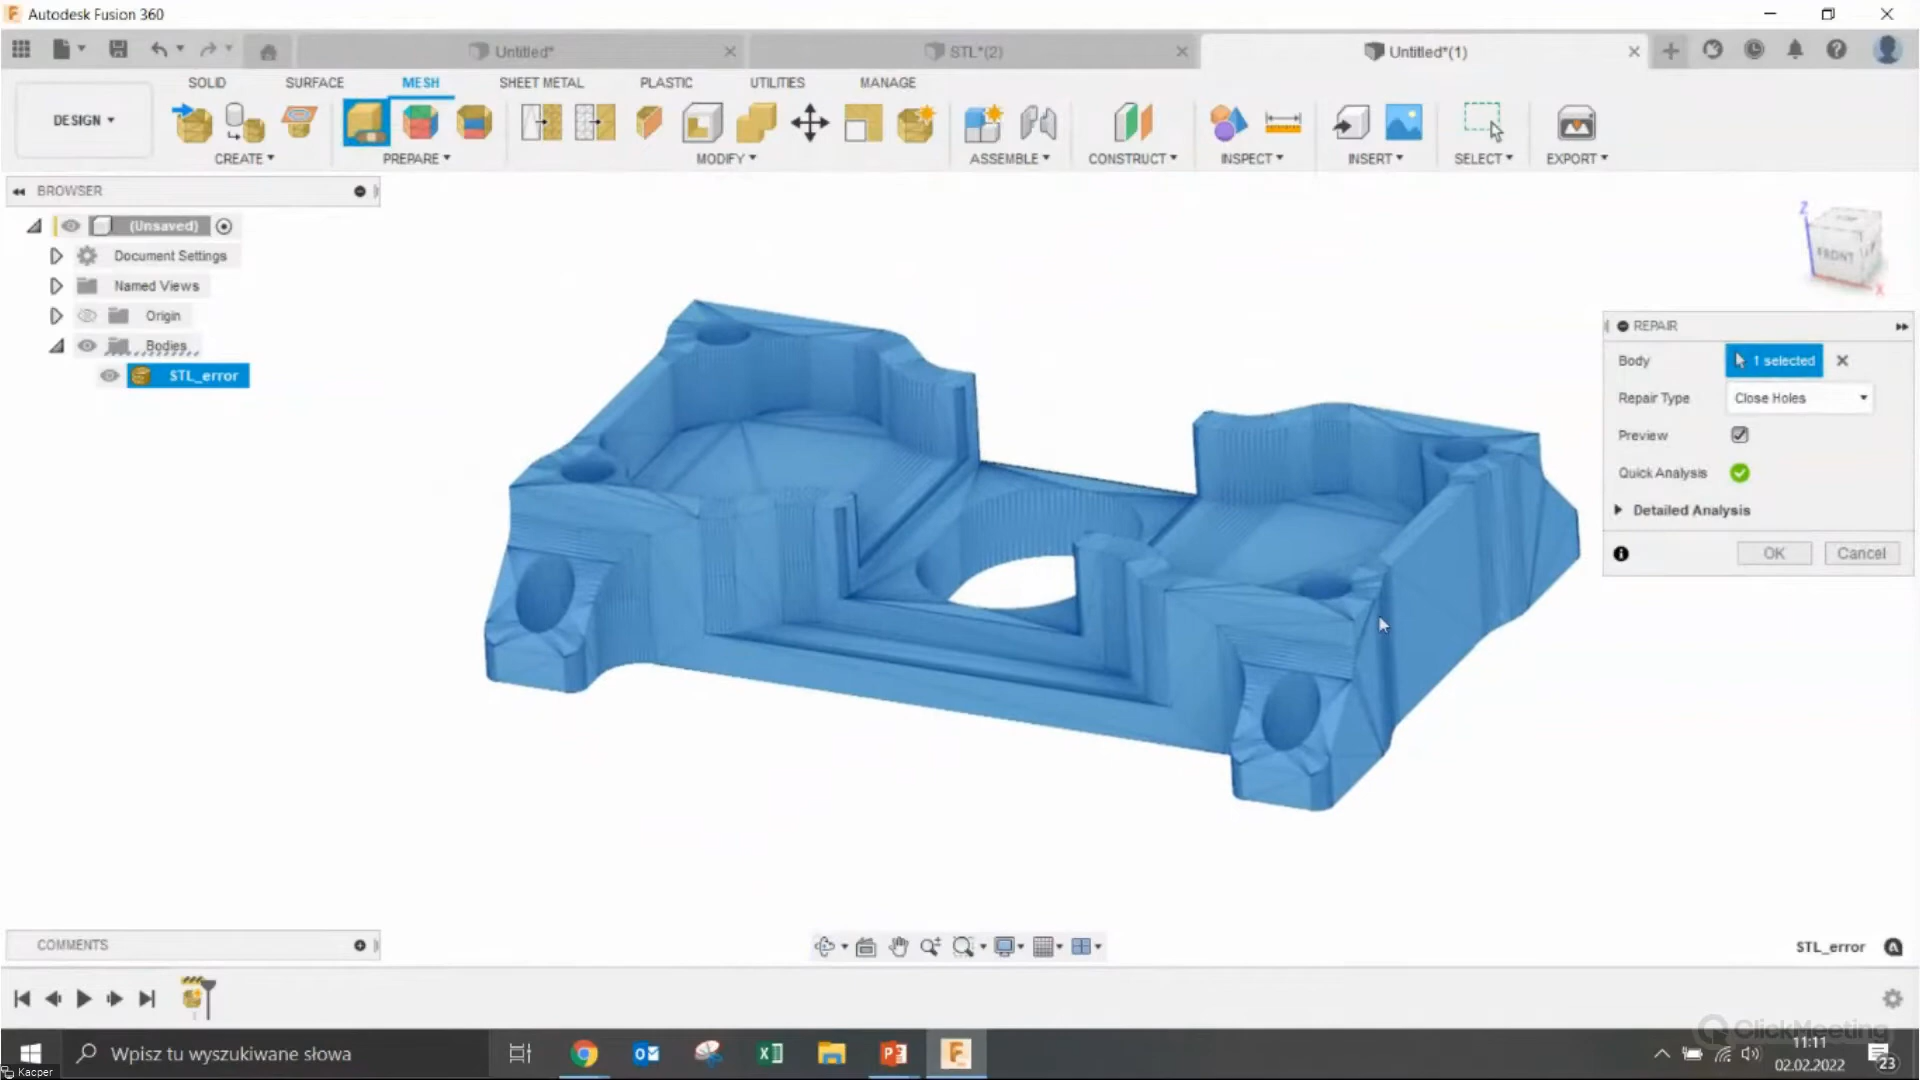 Autodesk Fusion 360
Untitled*
STL*(2)
Untitled*(1)
SOLID
SURFACE
MESH
SHEET METAL
PLASTIC
UTILITIES
MANAGE
DESIGN
CREATE
PREPARE
MODIFY
ASSEMBLE
CONSTRUCT
INSPECT
INSERT
SELECT
EXPORT
BROWSER
(Unsaved)
Document Settings
Named Views
Origin
Bodies
STL_error
Z
FRONT
X
REPAIR
Body
1 selected
Repair Type
Close Holes
Preview
Quick Analysis
Detailed Analysis
OK
Cancel
COMMENTS
STL_error
ClickMeeting
Wpisz tu wyszukiwane słowa
11:11
02.02.2022
23
Kacper